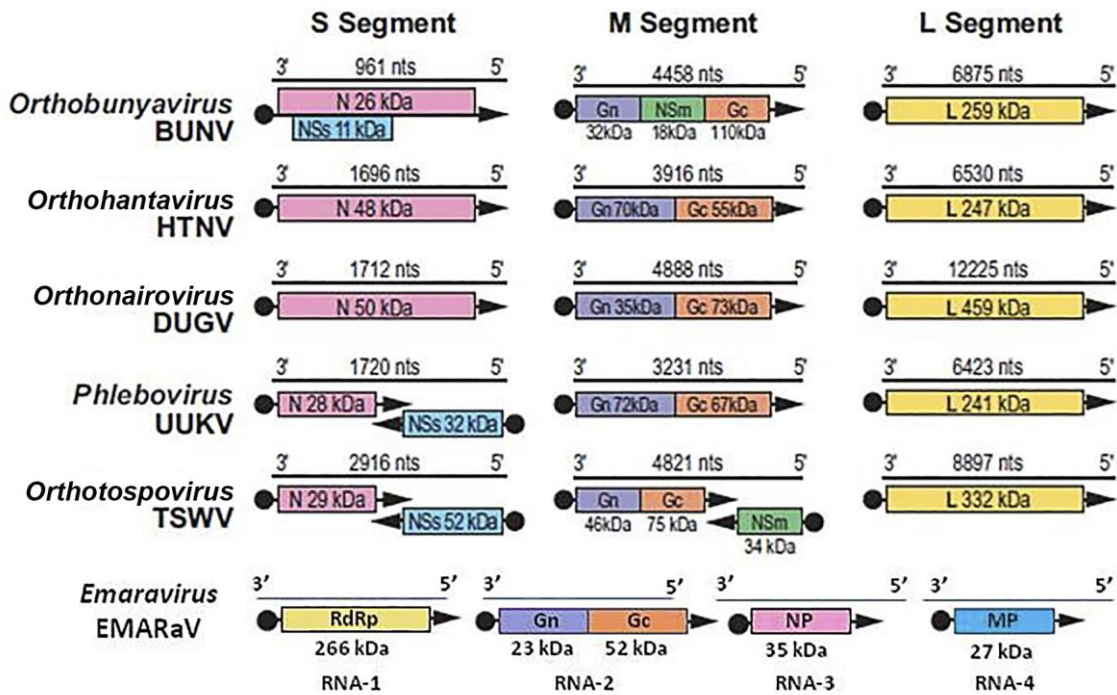 S Segment M Segment L Segment
3' 961 nts 5' 4458 nts 5' 6875 nts
3' 5' 3' 3' 5'
Orthobunyavirus N 26 kDa Gn NSm Gc L 259 kDa
BUNV NSs 11 kDa 32kDa 18kDa 110kDa
3' 1696 nts 5' 3' 3916 nts 5' 3' 6530 nts 5'
Orthohantavirus N 48 kDa Gn 70kDa Gc 55kDa L 247 kDa
HTNV
3' 1712 nts 5' 3' 4888 nts 5' 3' 12225 nts 5'
Orthonairovirus N 50 kDa Gn 35kDa Gc 73kDa L 459 kDa
DUGV
3' 1720 nts 5' 3' 3231 nts 5' 3' 6423 nts 5'
Phlebovirus N 28 kDa Gn 72kDa Gc 67kDa L 241 kDa
UUKV NSs 32 kDa
3' 2916 nts 5' 3' 4821 nts 5' 3' 8897 nts 5'
Orthotospovirus N 29 kDa Gn Gc L 332 kDa
TSWV NSs 52 kDa 46kDa 75 kDa NSm
34 kDa
3’ 5’ 3’ 5’ 3’ 5’ 3’ 5’
Emaravirus RdRp Gn Gc NP MP
EMARaV 266 kDa 23 kDa 52 kDa 35 kDa 27 kDa
RNA-1 RNA-2 RNA-3 RNA-4